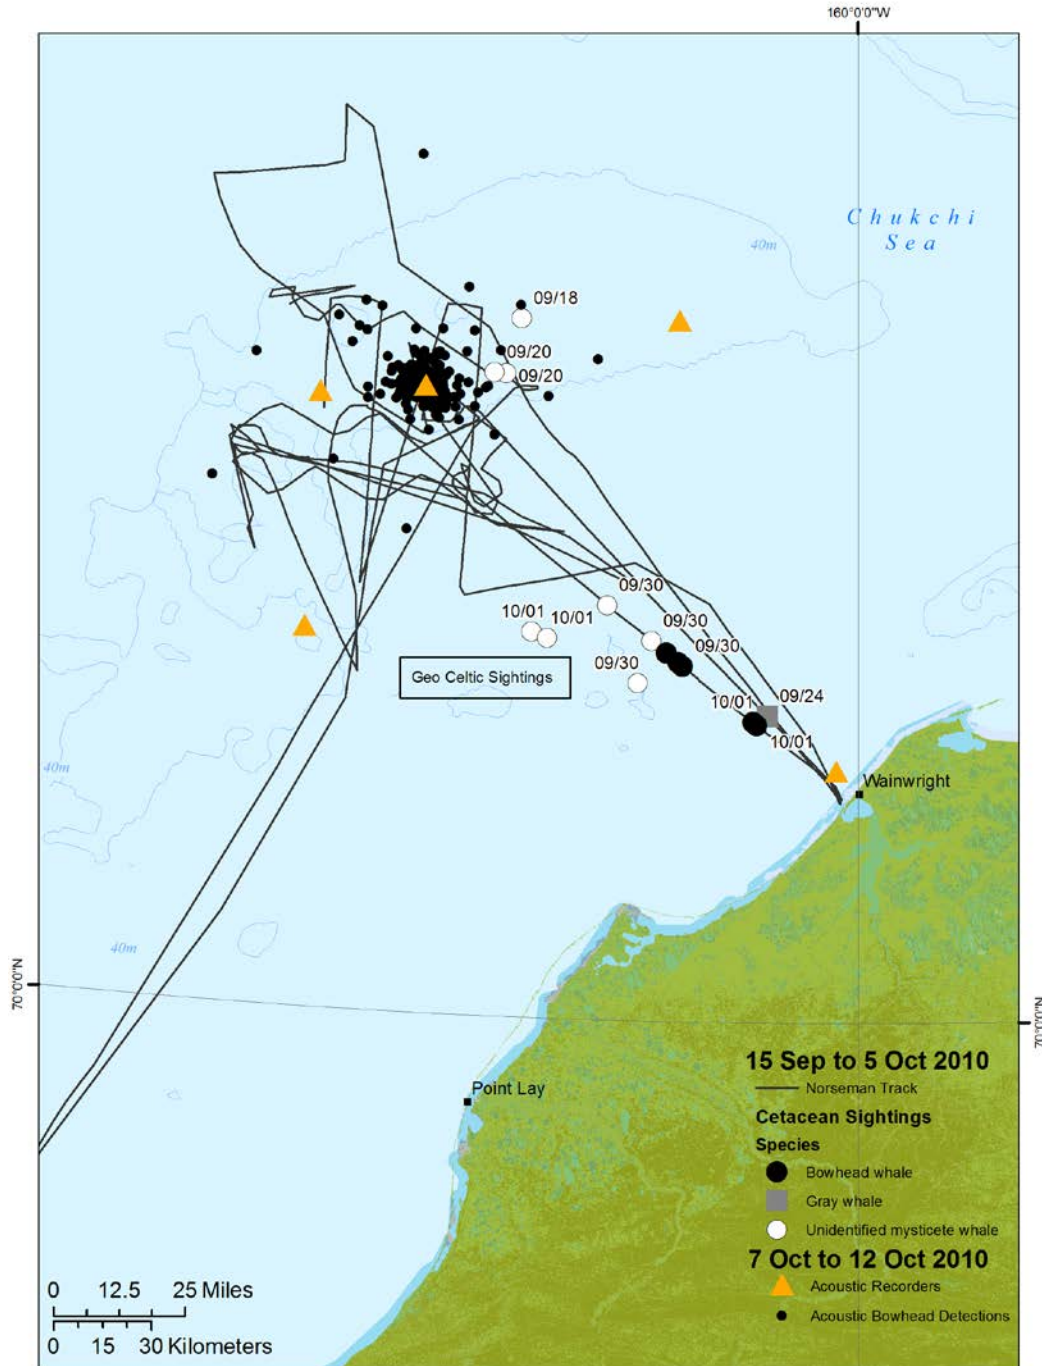 160°0'0"W
Chukchi
Sea
40m
09/18
09/20
09/20
09/30
10/01
10/01
09/30
09/30
09/30
Geo Celtic Sightings
10/01
09/24
10/01
40m
Wainwright
40m
70°0'0"N
70°0'0"N
Point Lay
15 Sep to 5 Oct 2010
Norseman Track
Cetacean Sightings
Species
Bowhead whale
Gray whale
Unidentified mysticete whale
7 Oct to 12 Oct 2010
Acoustic Recorders
Acoustic Bowhead Detections
0 12.5 25 Miles
0 15 30 Kilometers